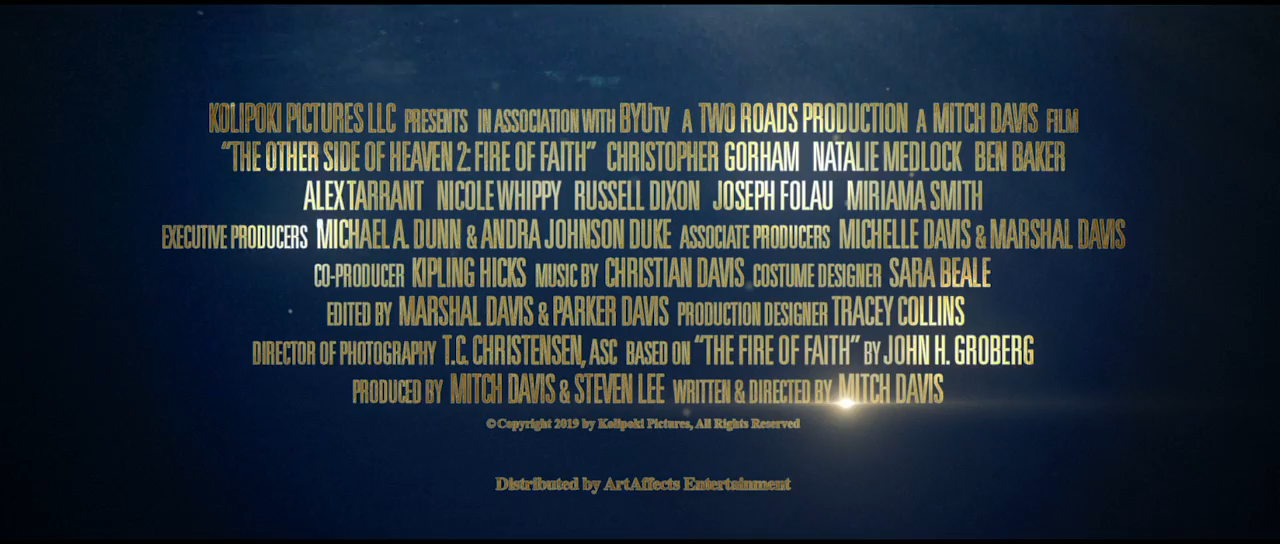 KOLIPOKI PICTURES LLC PRESENTS IN ASSOCIATION WITH BYUtv A TWO ROADS PRODUCTION A MITCH DAVIS FILM
"THE OTHER SIDE OF HEAVEN 2: FIRE OF FAITH" CHRISTOPHER GORHAM NATALIE MEDLOCK BEN BAKER
ALEX TARRANT NICOLE WHIPPY RUSSELL DIXON JOSEPH FOLAU MIRIAMA SMITH
EXECUTIVE PRODUCERS MICHAEL A. DUNN & ANDRA JOHNSON DUKE ASSOCIATE PRODUCERS MICHELLE DAVIS & MARSHAL DAVIS
CO-PRODUCER KIPLING HICKS MUSIC BY CHRISTIAN DAVIS COSTUME DESIGNER SARA BEALE
EDITED BY MARSHAL DAVIS & PARKER DAVIS PRODUCTION DESIGNER TRACEY COLLINS
DIRECTOR OF PHOTOGRAPHY T.C. CHRISTENSEN, ASC BASED ON "THE FIRE OF FAITH" BY JOHN H. GROBERG
PRODUCED BY MITCH DAVIS & STEVEN LEE WRITTEN & DIRECTED BY MITCH DAVIS
©Copyright 2019 by Kolipoki Pictures, All Rights Reserved
Distributed by ArtAffects Entertainment